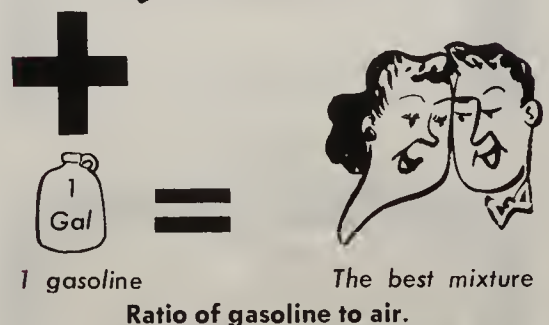 1
Gal
1 gasoline
The best mixture
Ratio of gasoline to air.